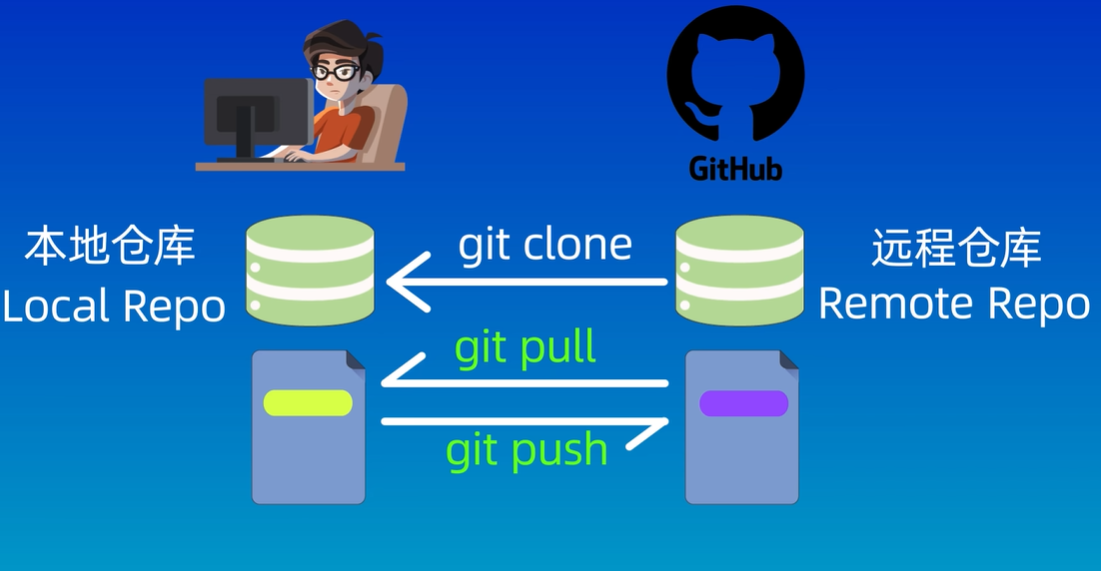 GitHub
本地仓库
Local Repo
git clone
远程仓库
Remote Repo
git pull
git push